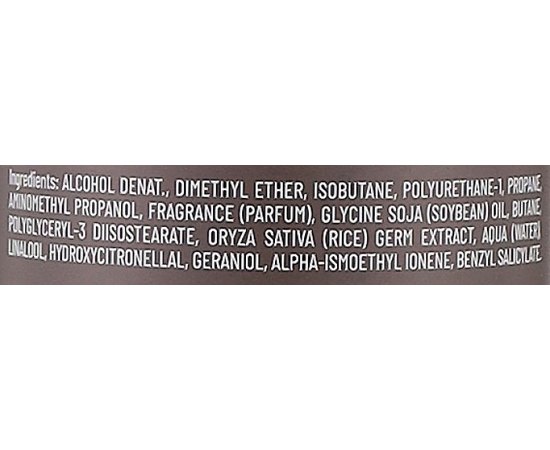 Ingredients: ALCOHOL DENAT., DIMETHYL ETHER, ISOBUTANE, POLYURETHANE-1, PROPANE,
AMINOMETHYL PROPANOL, FRAGRANCE (PARFUM), GLYCINE SOJA (SOYBEAN) OIL, BUTANE,
POLYGLYCERYL-3 DIISOSTEARATE, ORYZA SATIVA (RICE) GERM EXTRACT, AQUA (WATER)
LINALOOL, HYDROXYCITRONELLAL, GERANIOL, ALPHA-ISMOETHYL IONENE, BENZYL SALICYLATE.